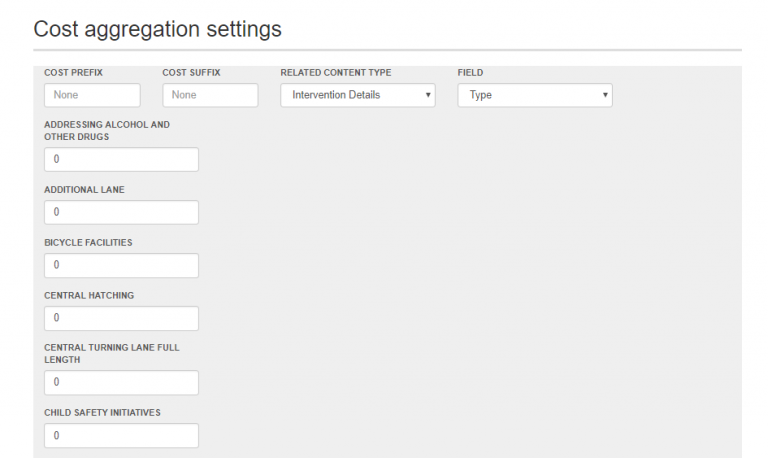 Cost aggregation settings
COST PREFIX COST SUFFIX RELATED CONTENT TYPE FIELD
None None Intervention Details Type
ADDRESSING ALCOHOL AND
OTHER DRUGS
0
ADDITIONAL LANE
0
BICYCLE FACILITIES
0
CENTRAL HATCHING
0
CENTRAL TURNING LANE FULL
LENGTH
0
CHILD SAFETY INITIATIVES
0